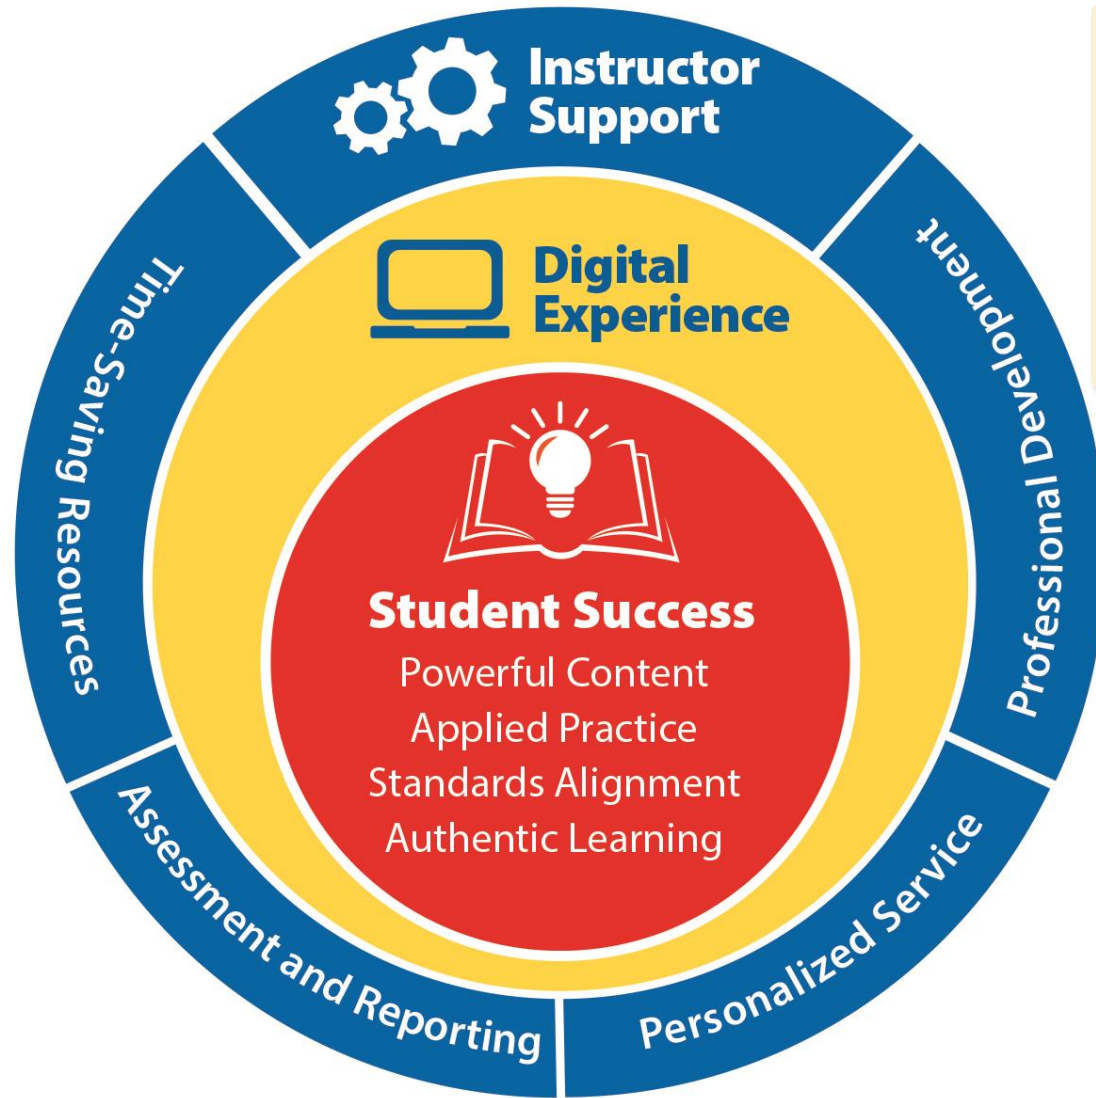 Instructor
Support
Digital
Experience
Student Success
Powerful Content
Applied Practice
Standards Alignment
Authentic Learning
Time-Saving Resources
Professional Development
Assessment and Reporting
Personalized Service